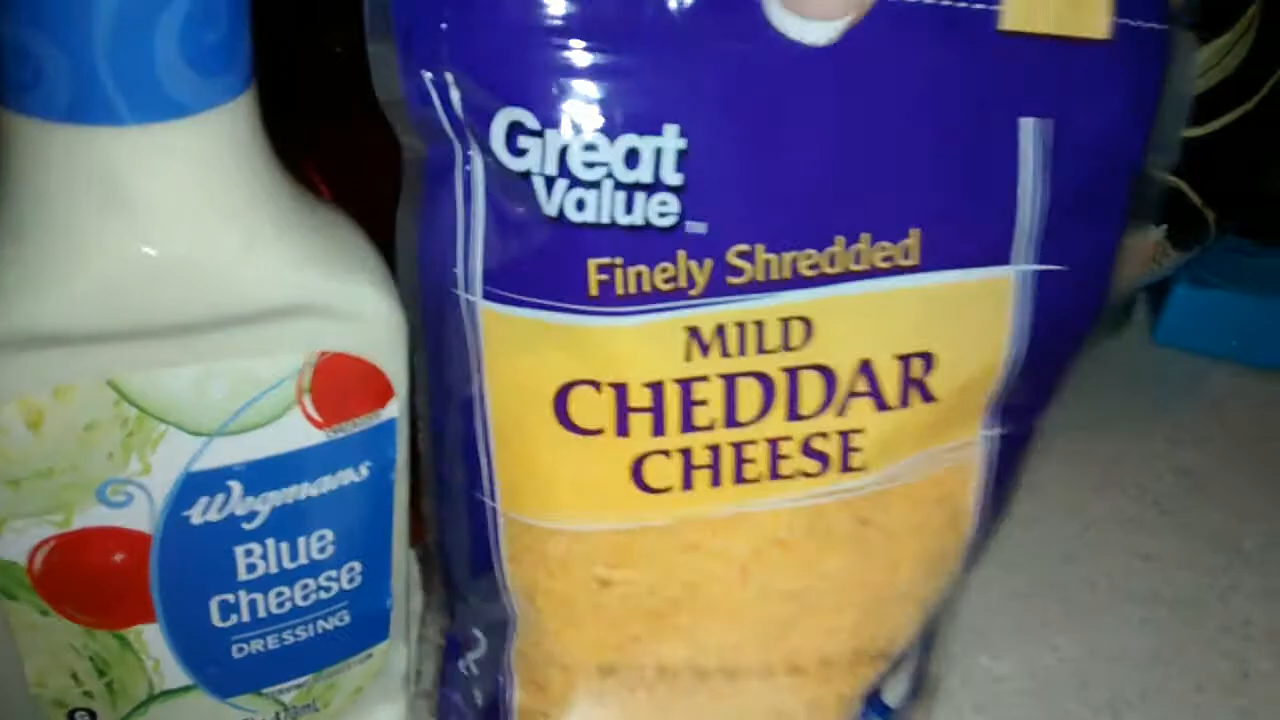 Great
Value
Finely Shredded
MILD
CHEDDAR
CHEESE
Wegmans
Blue
Cheese
DRESSING